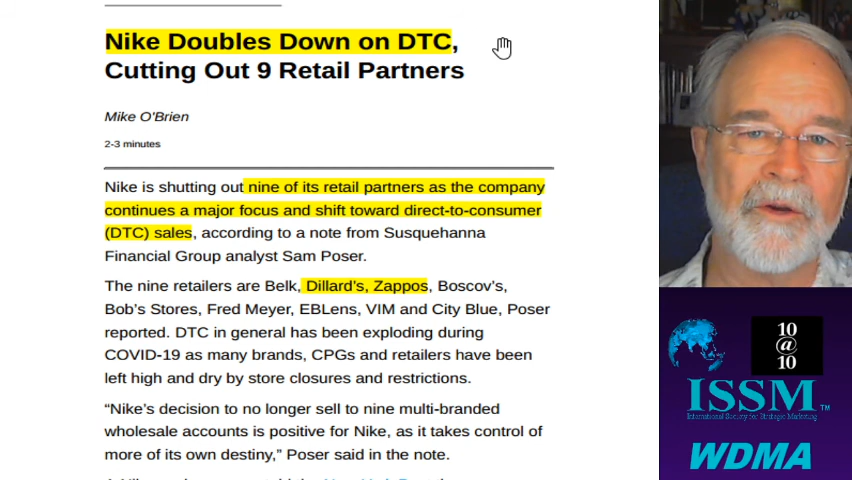 Nike Doubles Down on DTC,
Cutting Out 9 Retail Partners
Mike O'Brien
2-3 minutes
Nike is shutting out nine of its retail partners as the company
continues a major focus and shift toward direct-to-consumer
(DTC) sales, according to a note from Susquehanna
Financial Group analyst Sam Poser.
The nine retailers are Belk, Dillard's, Zappos, Boscov's,
Bob's Stores, Fred Meyer, EBLens, VIM and City Blue, Poser
reported. DTC in general has been exploding during
COVID-19 as many brands, CPGs and retailers have been
left high and dry by store closures and restrictions.
“Nike's decision to no longer sell to nine multi-branded
wholesale accounts is positive for Nike, as it takes control of
more of its own destiny,” Poser said in the note.
10
@
10
ISSM™
International Society for Strategic Marketing
WDMA